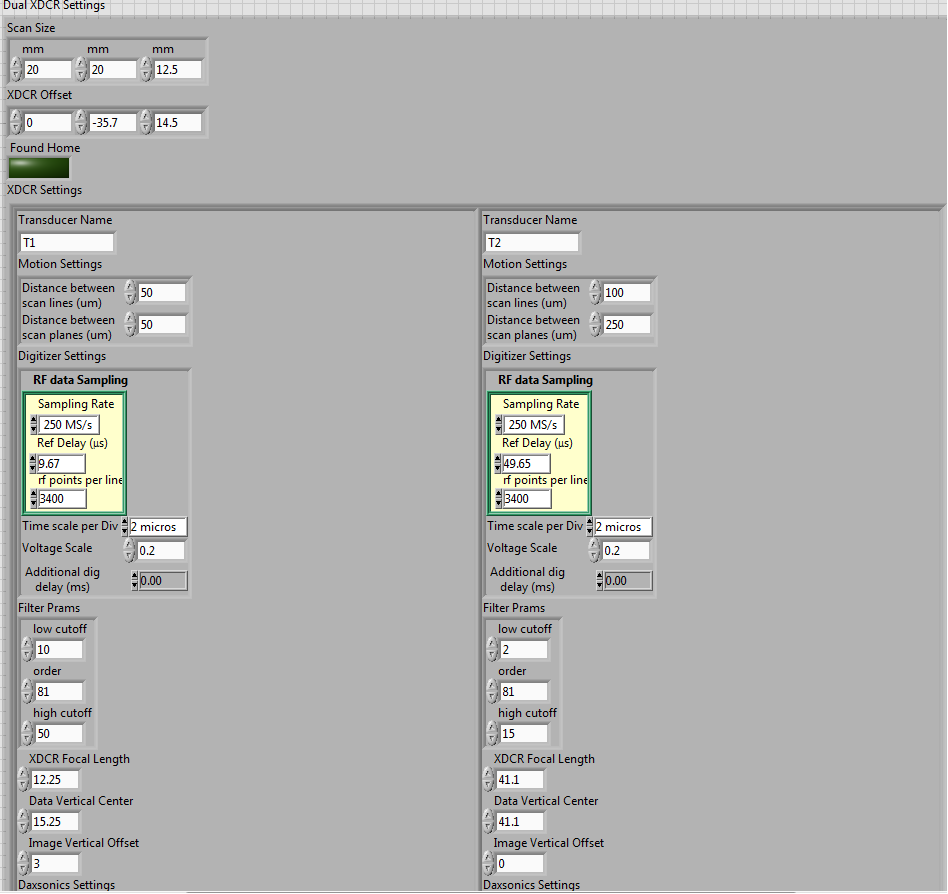 Dual XDCR Settings
Scan Size
mm mm mm
20 20 12.5
XDCR Offset
0 -35.7 14.5
Found Home
XDCR Settings
Transducer Name
T1
Motion Settings
Distance between
scan lines (um)
50
Distance between
scan planes (um)
50
Digitizer Settings
RF data Sampling
Sampling Rate
250 MS/s
Ref Delay (µs)
9.67
rf points per line
3400
Time scale per Div 2 micros
Voltage Scale 0.2
Additional dig
delay (ms)
0.00
Filter Prams
low cutoff
10
order
81
high cutoff
50
XDCR Focal Length
12.25
Data Vertical Center
15.25
Image Vertical Offset
3
Daxsonics Settings
Transducer Name
T2
Motion Settings
Distance between
scan lines (um)
100
Distance between
scan planes (um)
250
Digitizer Settings
RF data Sampling
Sampling Rate
250 MS/s
Ref Delay (µs)
49.65
rf points per line
3400
Time scale per Div 2 micros
Voltage Scale 0.2
Additional dig
delay (ms)
0.00
Filter Prams
low cutoff
2
order
81
high cutoff
15
XDCR Focal Length
41.1
Data Vertical Center
41.1
Image Vertical Offset
0
Daxsonics Settings